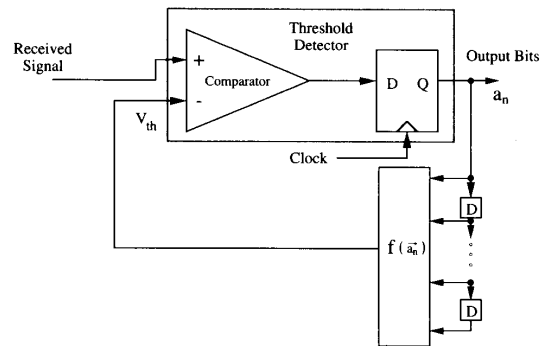 Threshold
Detector
Received
Signal
+
Comparator
-
D Q
Output Bits
a_n
V_th
Clock
D
f(a⃗_n)
D